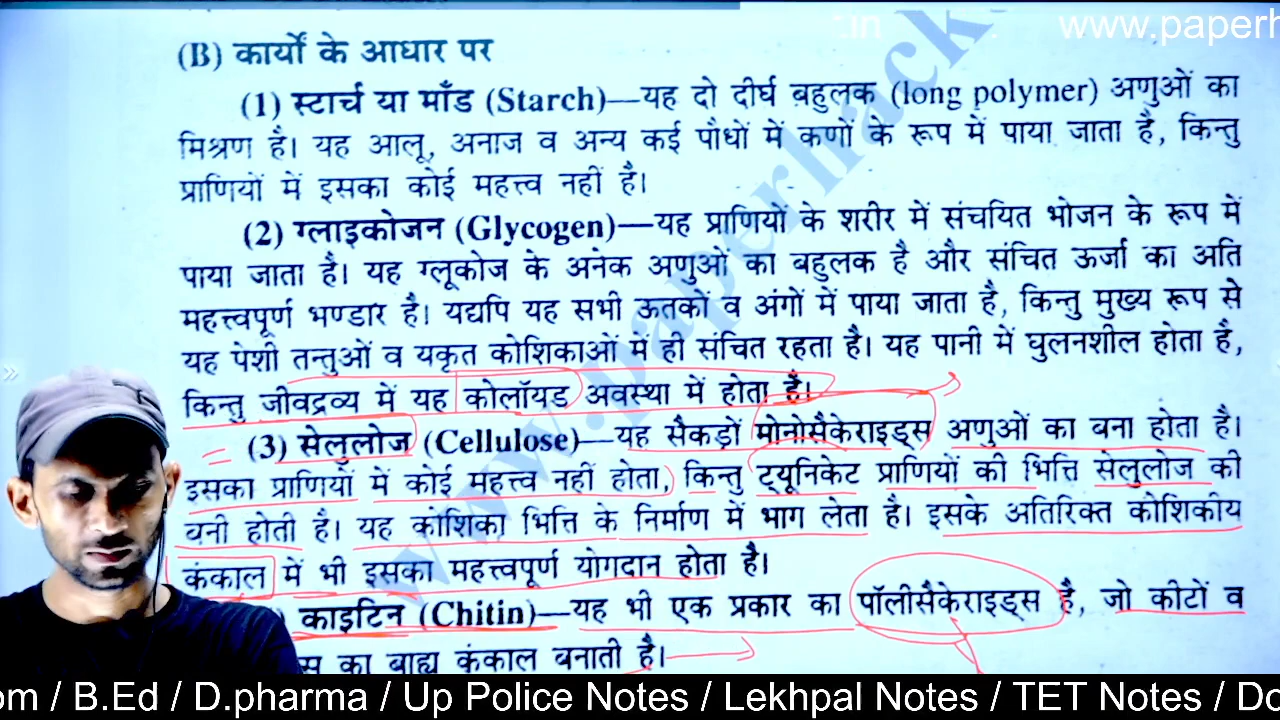 in www.paperh
(B) कार्यों के आधार पर
(1) स्टार्च या माँड (Starch)—यह दो दीर्घ बहुलक (long polymer) अणुओं का
मिश्रण है। यह आलू, अनाज व अन्य कई पौधों में कणों के रूप में पाया जाता है, किन्तु
प्राणियों में इसका कोई महत्त्व नहीं है।
(2) ग्लाइकोजन (Glycogen)—यह प्राणियों के शरीर में संचयित भोजन के रूप में
पाया जाता है। यह ग्लूकोज के अनेक अणुओं का बहुलक है और संचित ऊर्जा का अति
महत्त्वपूर्ण भण्डार है। यद्यपि यह सभी ऊतकों व अंगों में पाया जाता है, किन्तु मुख्य रूप से
यह पेशी तन्तुओं व यकृत कोशिकाओं में ही संचित रहता है। यह पानी में घुलनशील होता है,
किन्तु जीवद्रव्य में यह कोलॉयड अवस्था में होता है।
(3) सेलुलोज (Cellulose)—यह सैकड़ों मोनोसैकेराइड्स अणुओं का बना होता है।
इसका प्राणियों में कोई महत्त्व नहीं होता, किन्तु ट्यूनिकेट प्राणियों की भित्ति सेलुलोज की
बनी होती है। यह कोशिका भित्ति के निर्माण में भाग लेता है। इसके अतिरिक्त कोशिकीय
कंकाल में भी इसका महत्त्वपूर्ण योगदान होता है।
काइटिन (Chitin)—यह भी एक प्रकार का पॉलीसैकेराइड्स है, जो कीटों व
स का बाह्य कंकाल बनाती है।
www.paperhack
om / B.Ed / D.pharma / Up Police Notes / Lekhpal Notes / TET Notes / Do